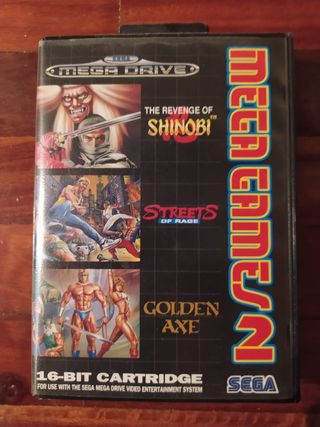 SEGA
MEGA DRIVE
THE REVENGE OF
SHINOBI™
STREETS
OF RAGE
GOLDEN
AXE
MEGA GAMES 2
16-BIT CARTRIDGE
FOR USE WITH THE SEGA MEGA DRIVE VIDEO ENTERTAINMENT SYSTEM
SEGA